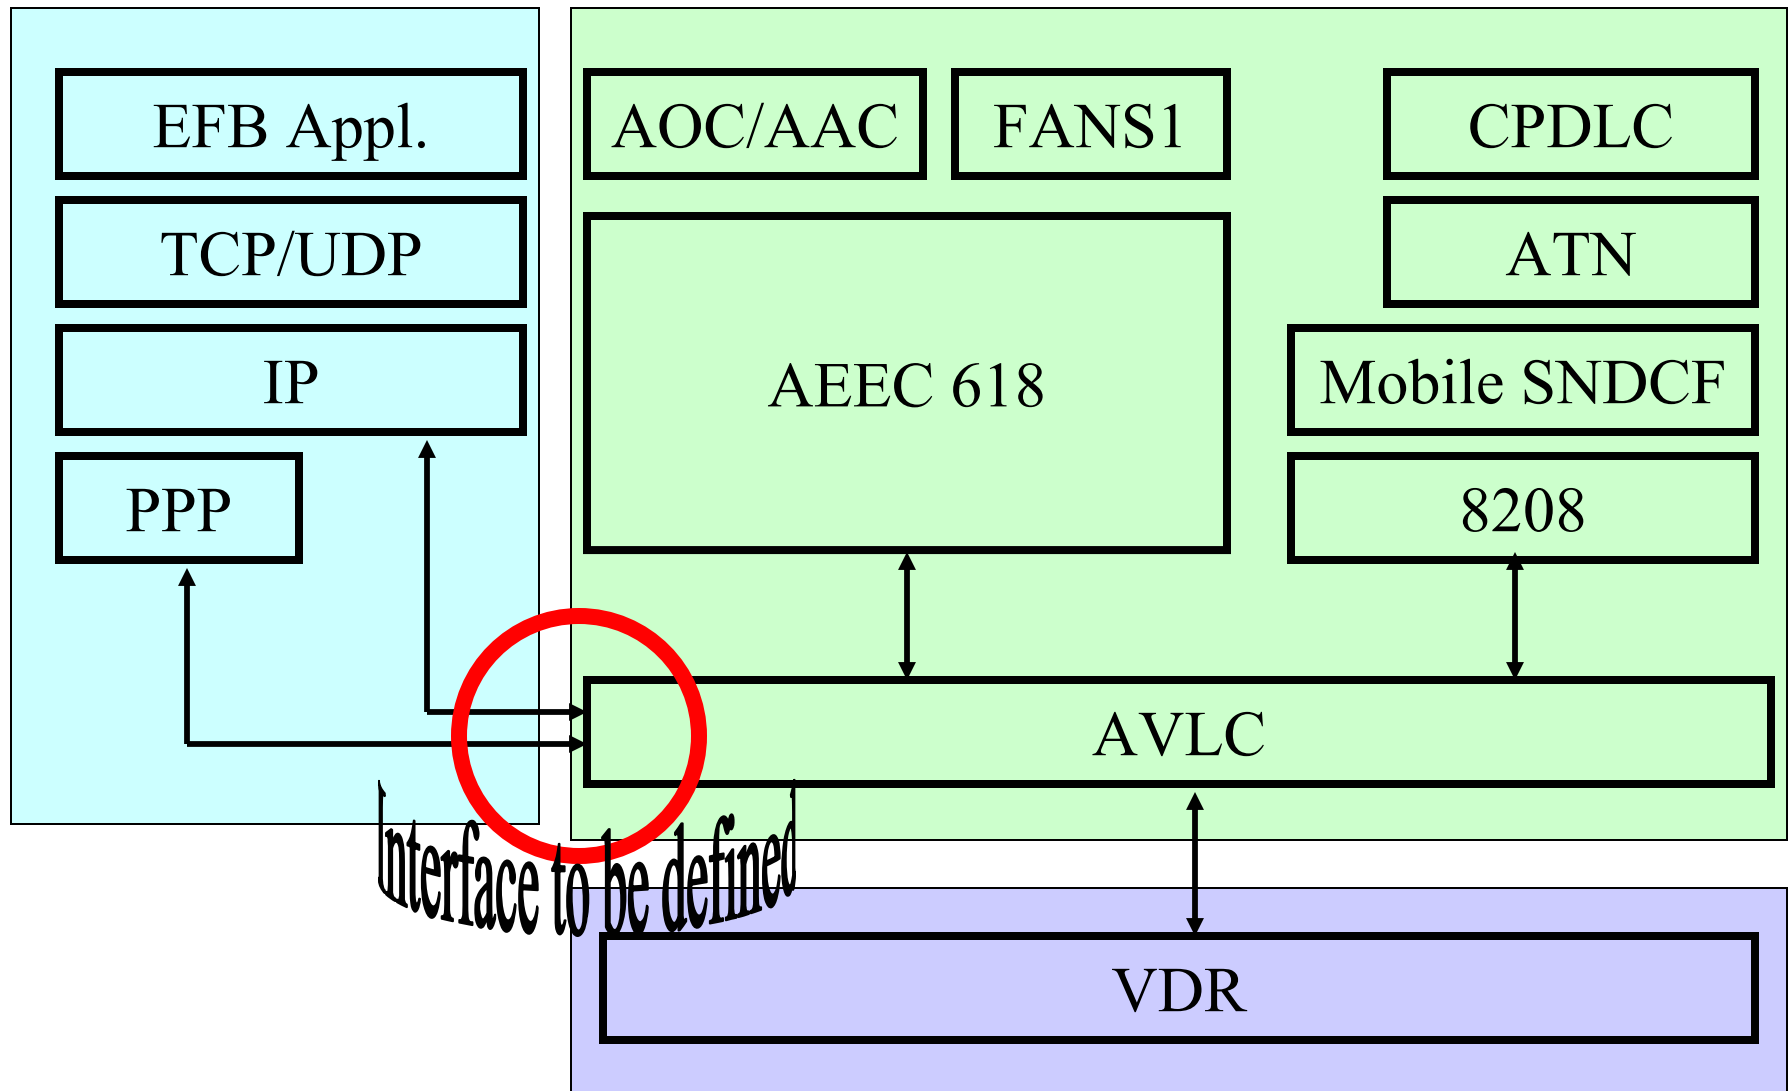 EFB Appl.
TCP/UDP
IP
PPP
AOC/AAC
FANS1
AEEC 618
CPDLC
ATN
Mobile SNDCF
8208
AVLC
Interface to be defined
VDR